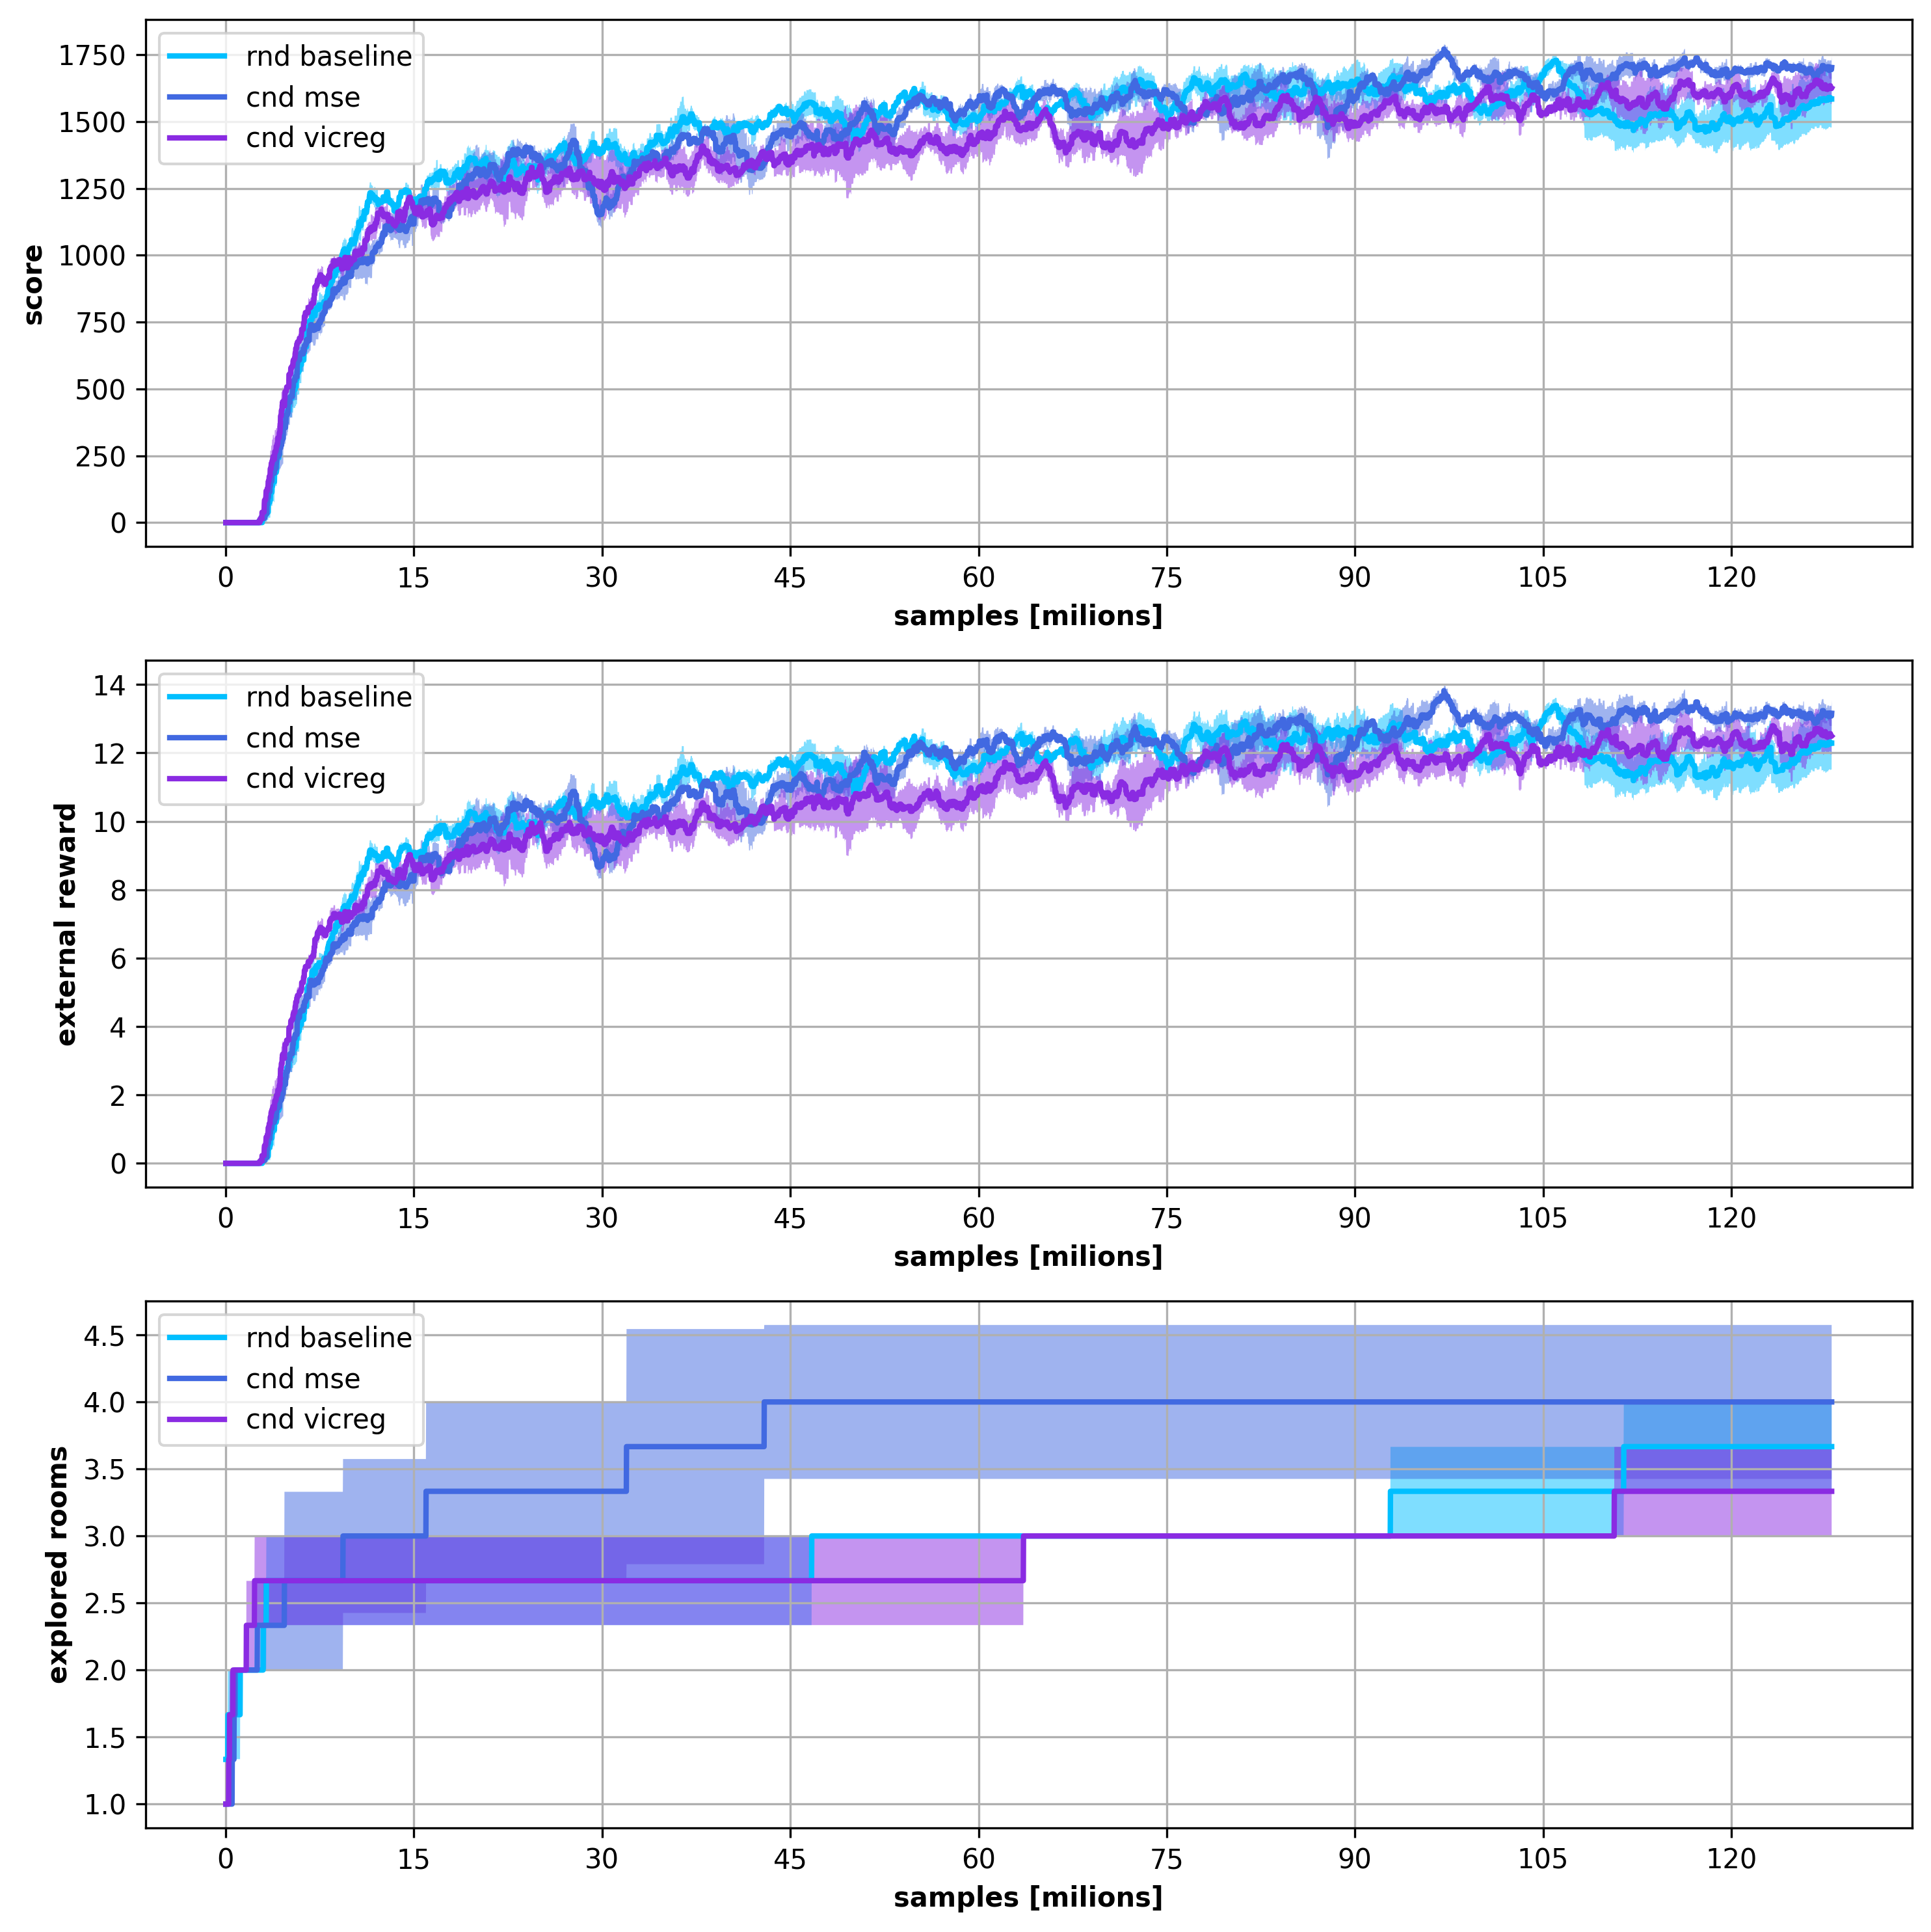 1750
1500
1250
1000
750
500
250
0
score
rnd baseline
cnd mse
cnd vicreg
0 15 30 45 60 75 90 105 120
samples [milions]
14
12
10
8
6
4
2
0
external reward
rnd baseline
cnd mse
cnd vicreg
0 15 30 45 60 75 90 105 120
samples [milions]
4.5
4.0
3.5
3.0
2.5
2.0
1.5
1.0
explored rooms
rnd baseline
cnd mse
cnd vicreg
0 15 30 45 60 75 90 105 120
samples [milions]